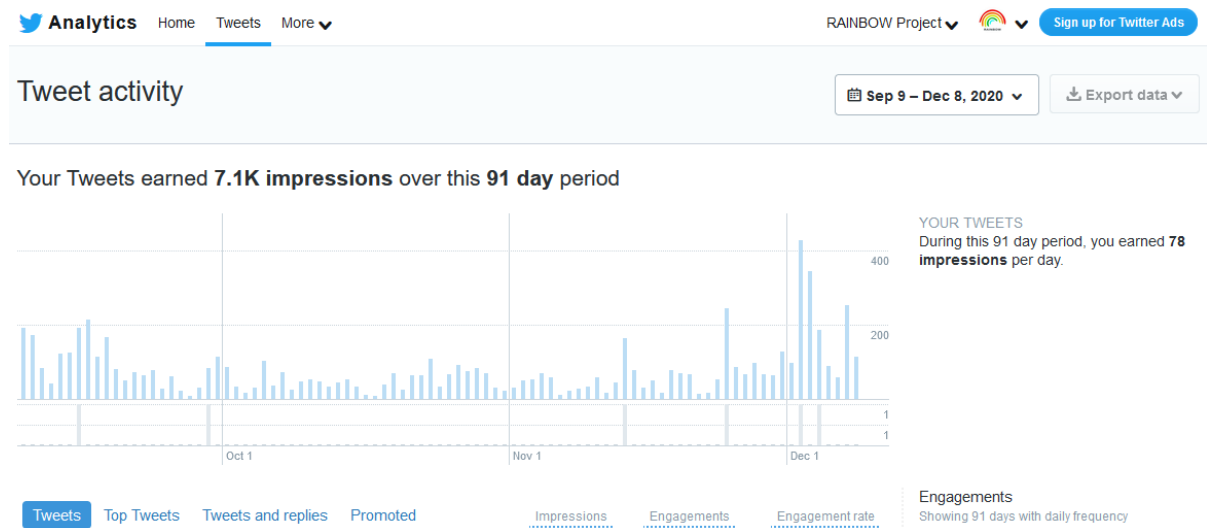 Analytics Home Tweets More
RAINBOW Project
Sign up for Twitter Ads
Tweet activity
Sep 9 – Dec 8, 2020
Export data
Your Tweets earned 7.1K impressions over this 91 day period
YOUR TWEETS
During this 91 day period, you earned 78
impressions per day.
400
200
1
1
Oct 1
Nov 1
Dec 1
Tweets Top Tweets Tweets and replies Promoted
Impressions Engagements Engagement rate
Engagements
Showing 91 days with daily frequency